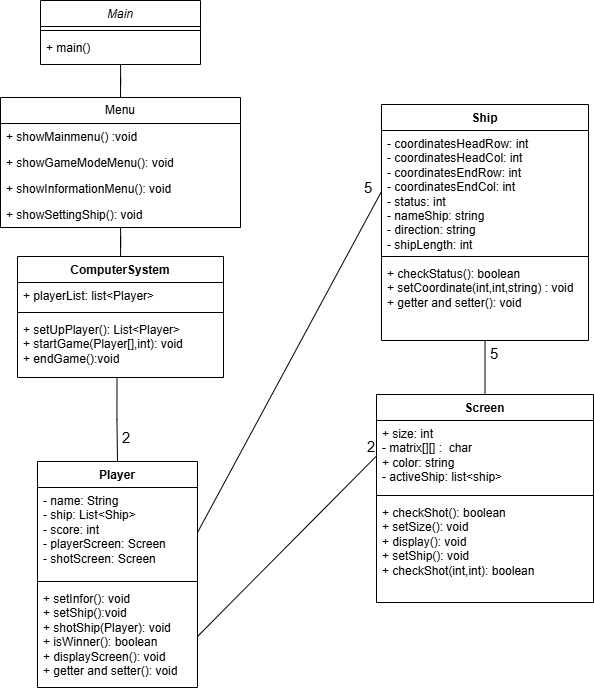 Main
+ main()
Menu
+ showMainmenu() :void
+ showGameModeMenu(): void
+ showInformationMenu(): void
+ showSettingShip(): void
ComputerSystem
+ playerList: list<Player>
+ setUpPlayer(): List<Player>
+ startGame(Player[],int): void
+ endGame():void
2
Player
- name: String
- ship: List<Ship>
- score: int
- playerScreen: Screen
- shotScreen: Screen
+ setInfor(): void
+ setShip():void
+ shotShip(Player): void
+ isWinner(): boolean
+ displayScreen(): void
+ getter and setter(): void
5
Ship
- coordinatesHeadRow: int
- coordinatesHeadCol: int
- coordinatesEndRow: int
- coordinatesEndCol: int
- status: int
- nameShip: string
- direction: string
- shipLength: int
+ checkStatus(): boolean
+ setCoordinate(int,int,string) : void
+ getter and setter(): void
5
2
Screen
+ size: int
- matrix[][] : char
+ color: string
- activeShip: list<ship>
+ checkShot(): boolean
+ setSize(): void
+ display(): void
+ setShip(): void
+ checkShot(int,int): boolean